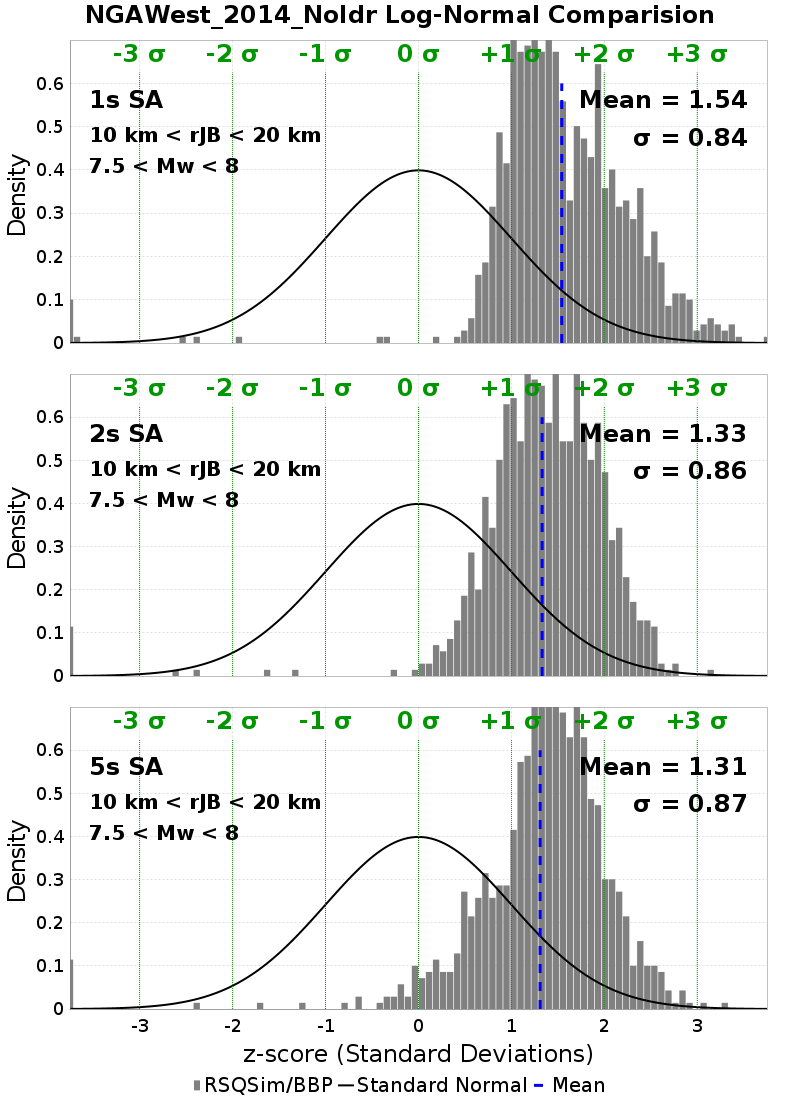 NGAWest_2014_NoIdr Log-Normal Comparision
-3 σ -2 σ -1 σ 0 σ +1 σ +2 σ +3 σ
0.6
1s SA
Mean = 1.54
0.5
10 km < rJB < 20 km
σ = 0.84
0.4
7.5 < Mw < 8
Density
0.3
0.2
0.1
0
-3 σ -2 σ -1 σ 0 σ +1 σ +2 σ +3 σ
0.6
2s SA
Mean = 1.33
0.5
10 km < rJB < 20 km
σ = 0.86
0.4
7.5 < Mw < 8
Density
0.3
0.2
0.1
0
-3 σ -2 σ -1 σ 0 σ +1 σ +2 σ +3 σ
0.6
5s SA
Mean = 1.31
0.5
10 km < rJB < 20 km
σ = 0.87
0.4
7.5 < Mw < 8
Density
0.3
0.2
0.1
0
-3 -2 -1 0 1 2 3
z-score (Standard Deviations)
RSQSim/BBP Standard Normal Mean